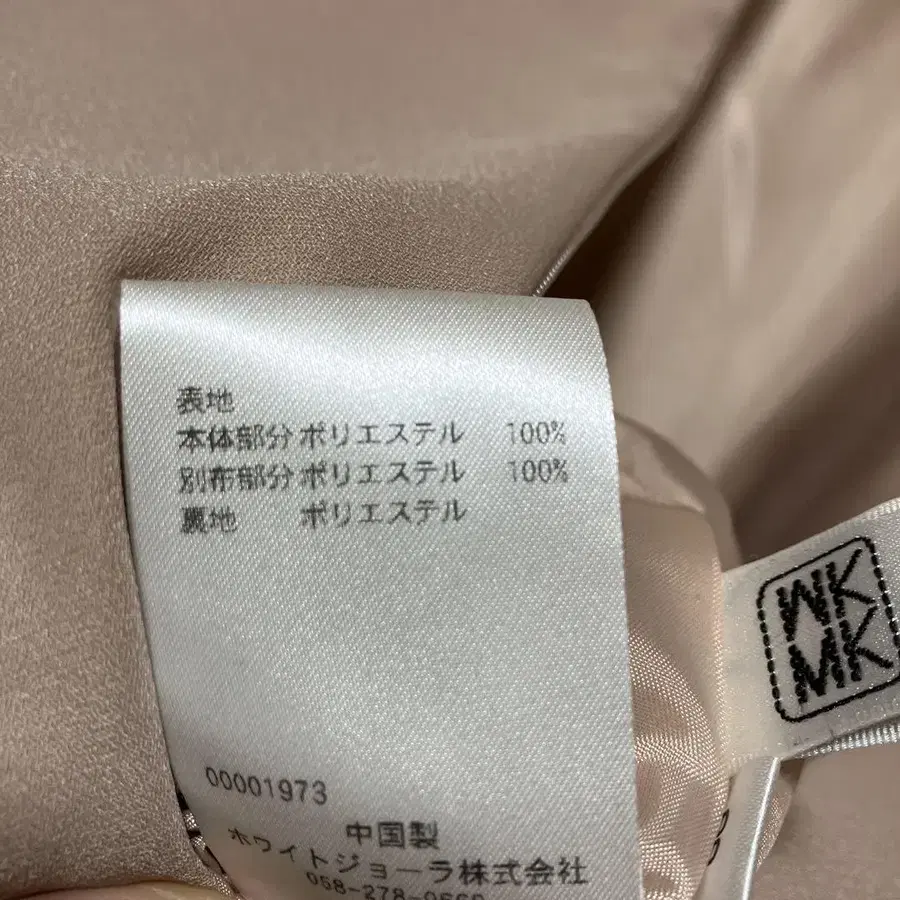 表地
本体部分 ポリエステル 100%
別布部分 ポリエステル 100%
裏地 ポリエステル
00001973
中国製
ホワイトジョーラ株式会社
WK
MK